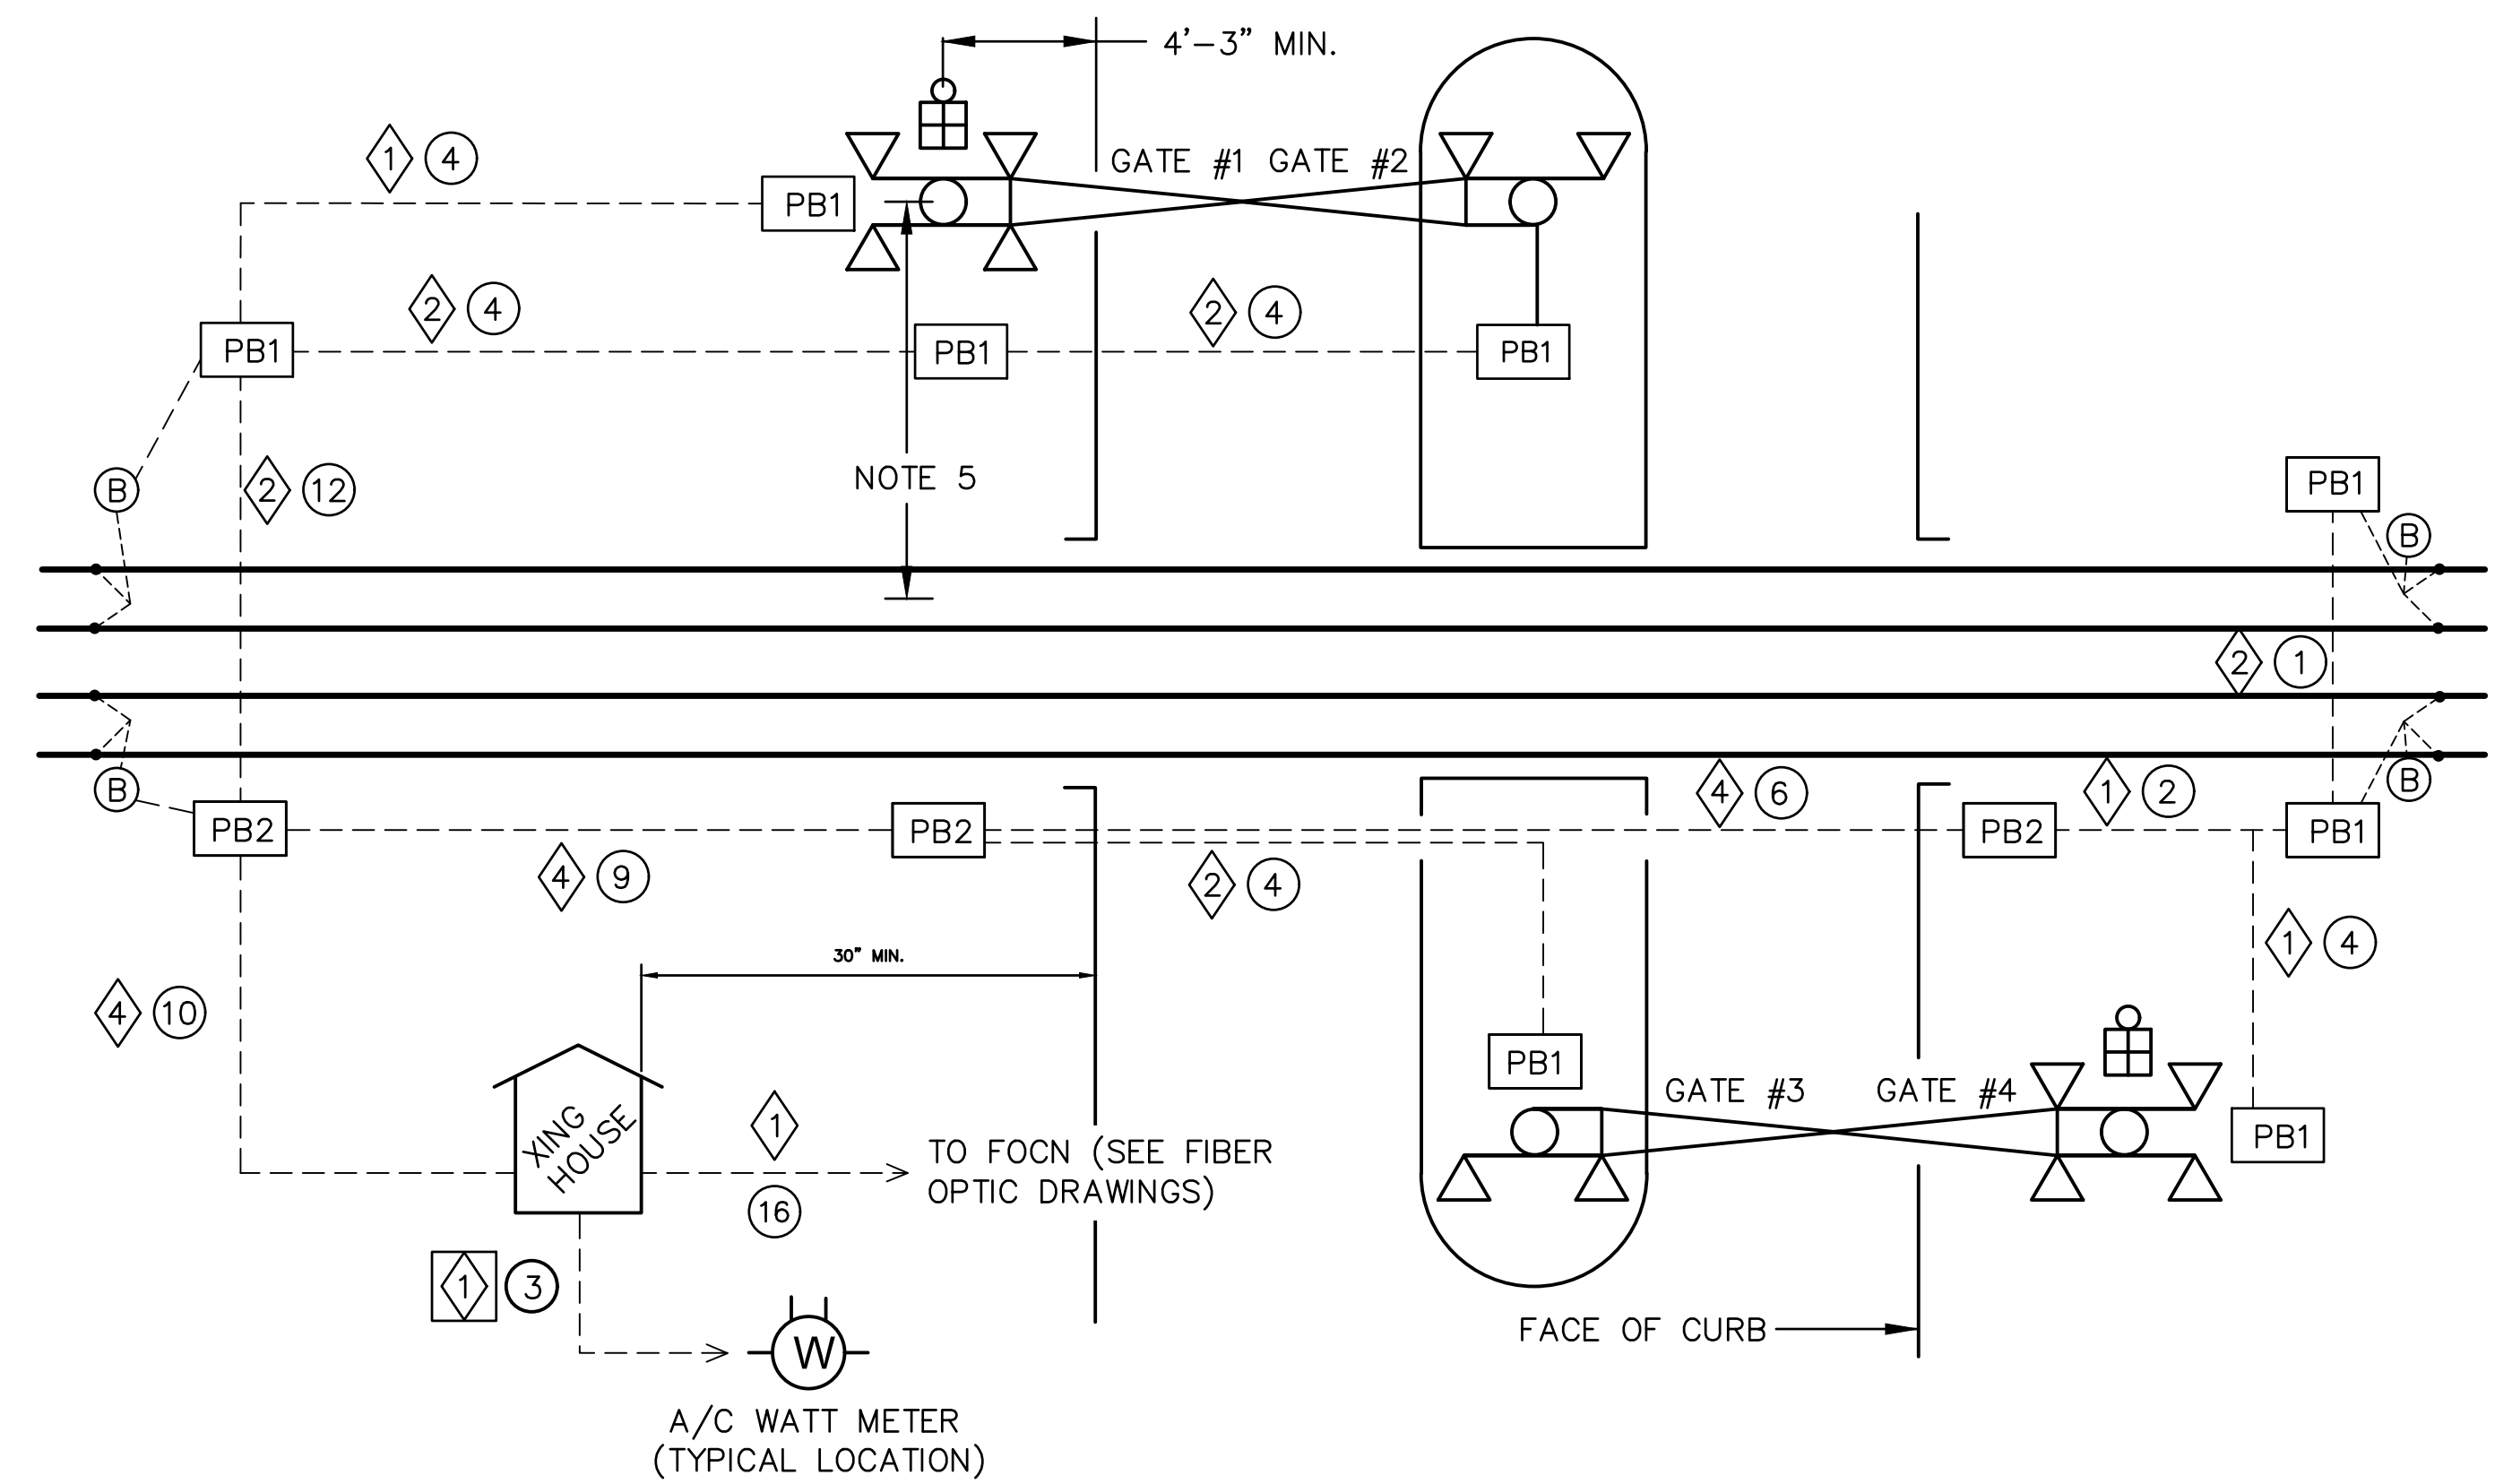 4'-3" MIN.
1 4
GATE #1 GATE #2
PB1
2 4
2 4
PB1
PB1
PB1
NOTE 5
B
2 12
PB1
B
2 1
B
B
4 6
1 2
PB2
PB2
PB2
PB1
4 9
2 4
30" MIN.
1 4
4 10
PB1
GATE #3 GATE #4
XING
HOUSE
1
16
TO FOCN (SEE FIBER
OPTIC DRAWINGS)
PB1
1 3
FACE OF CURB
W
A/C WATT METER
(TYPICAL LOCATION)